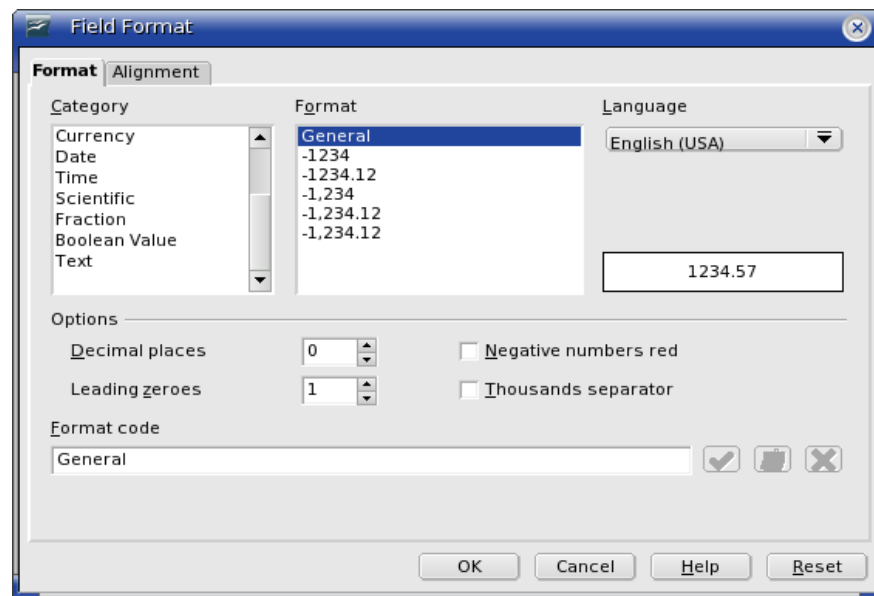 Field Format
Format Alignment
Category Format Language
Currency General English (USA)
Date -1234
Time -1234.12
Scientific -1,234
Fraction -1,234.12
Boolean Value -1,234.12
Text
1234.57
Options
Decimal places 0 Negative numbers red
Leading zeroes 1 Thousands separator
Format code
General
OK Cancel Help Reset